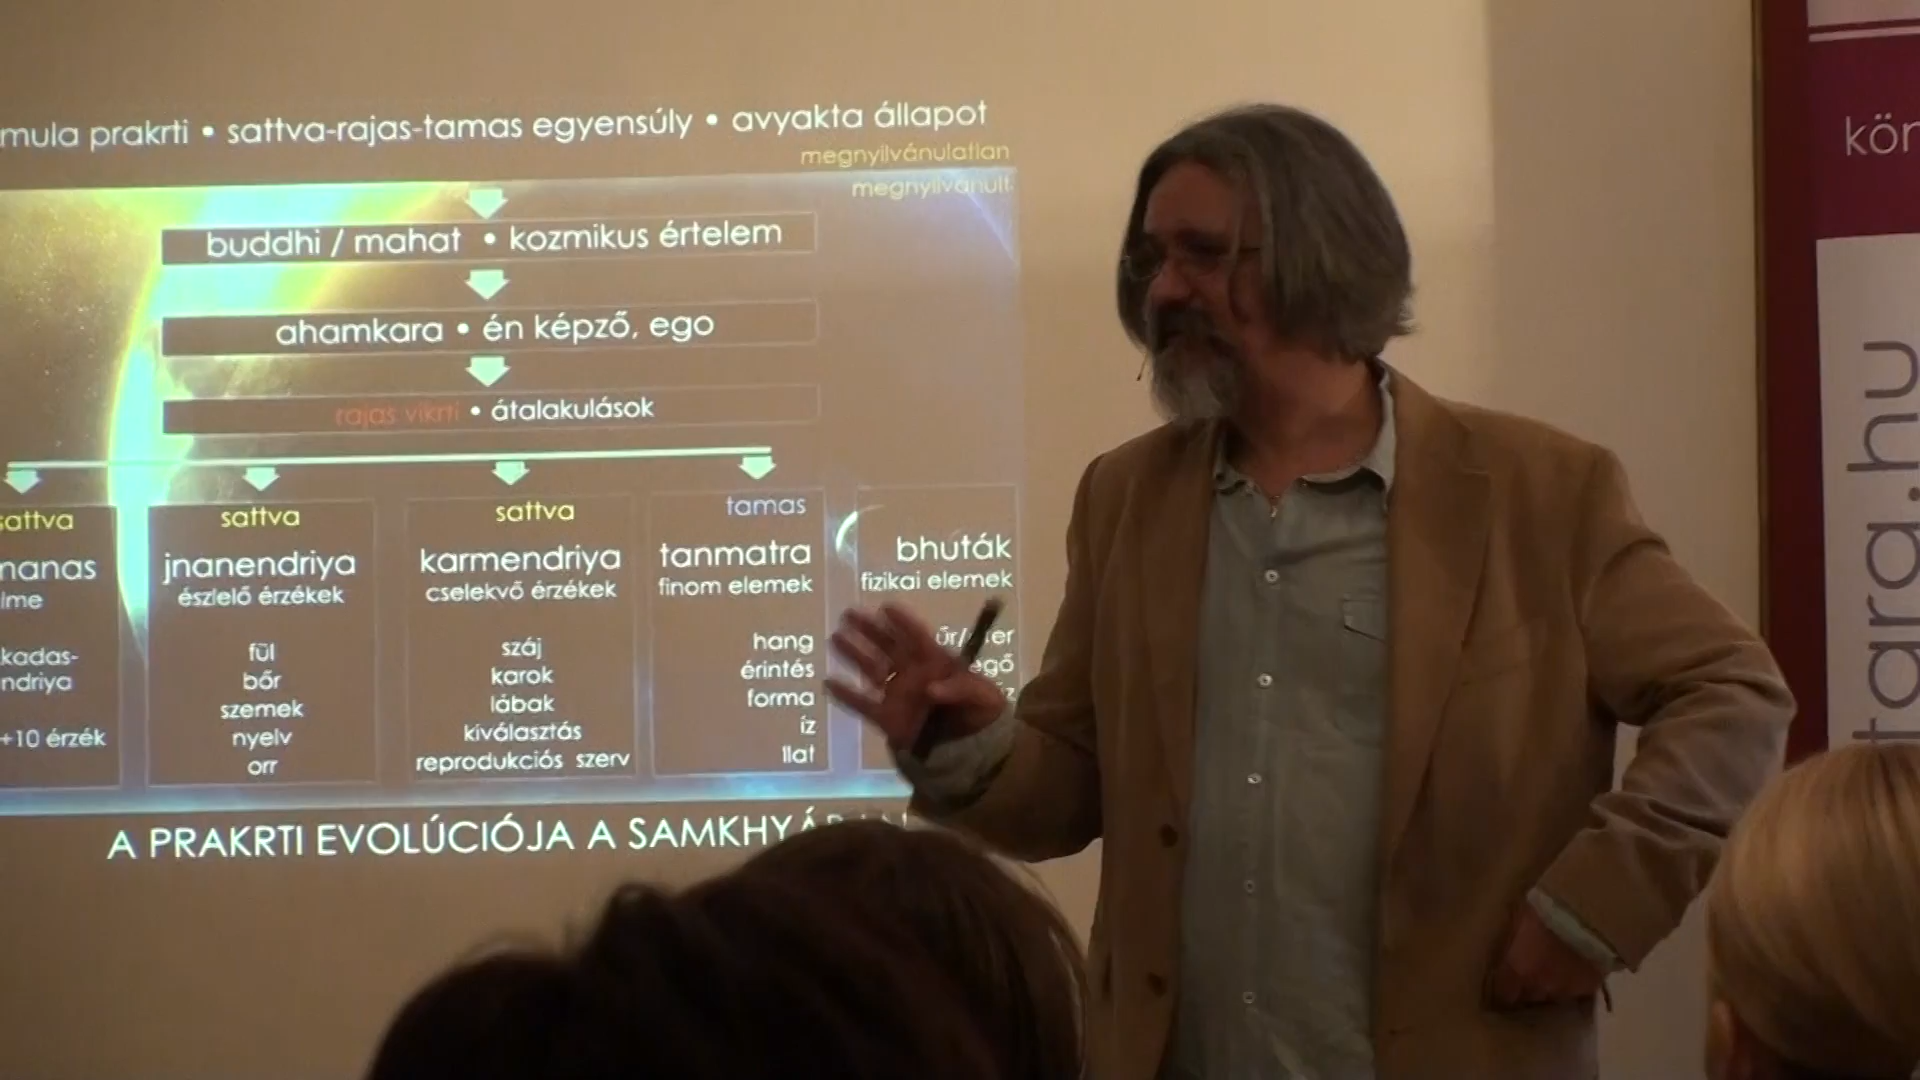 mula prakrti • sattva-rajas-tamas egyensúly • avyakta állapot
megnyilvánulatlan
megnyilvánult
buddhi / mahat • kozmikus értelem
ahamkara • én képző, ego
rajas vikrti • átalakulások
sattva
manas
lme
kadas-
ndriya
+10 érzék
sattva
jnanendriya
észlelő érzékek
fül
bőr
szemek
nyelv
orr
sattva
karmendriya
cselekvő érzékek
száj
karok
lábak
kiválasztás
reprodukciós szerv
tamas
tanmatra
finom elemek
hang
érintés
forma
íz
illat
bhuták
fizikai elemek
űr/
A PRAKRTI EVOLÚCIÓJA A
kön
tara.hu